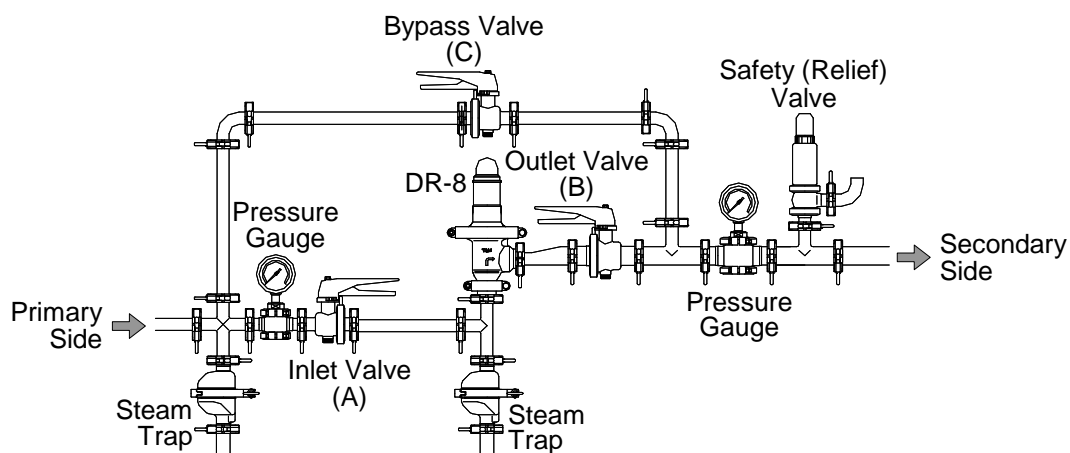 Bypass Valve
(C)
Safety (Relief)
Valve
Outlet Valve
(B)
DR-8
Pressure
Gauge
Secondary
Side
Pressure
Gauge
Primary
Side
Inlet Valve
(A)
Steam
Trap
Steam
Trap